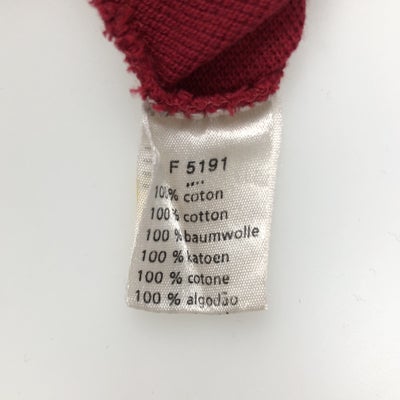 F 5191
100% coton
100% cotton
100 % baumwolle
100 % katoen
100 % cotone
100 % algodão